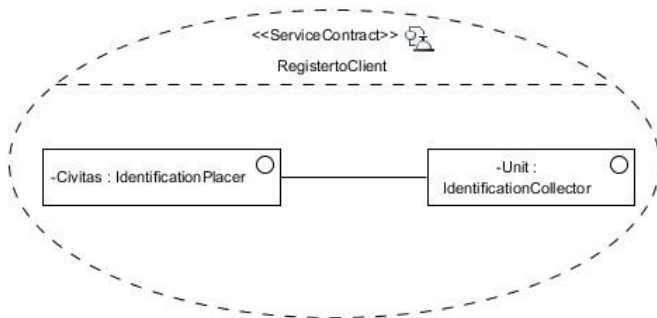 <<ServiceContract>>
RegistertoClient
-Civitas : IdentificationPlacer
-Unit :
IdentificationCollector